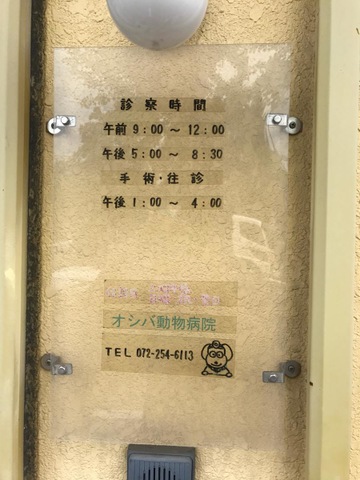 診察時間
午前 9:00 ～ 12:00
午後 5:00 ～ 8:30
手術・往診
午後 1:00 ～ 4:00
オシバ動物病院
TEL 072-254-6113